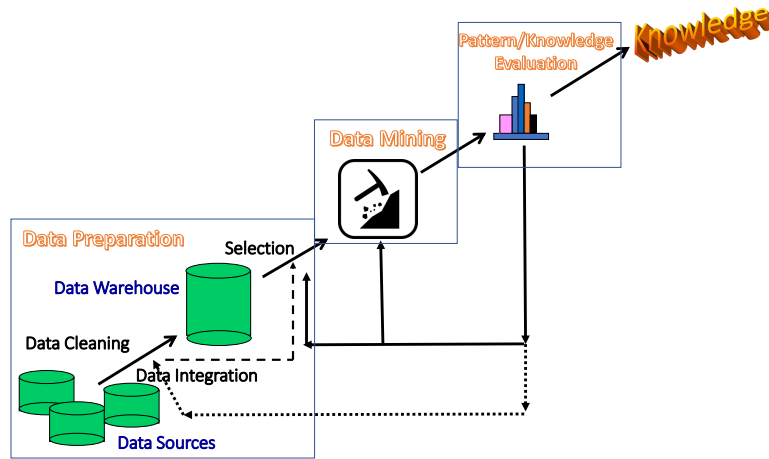 Knowledge
Pattern/Knowledge
Evaluation
Data Mining
Data Preparation
Selection
Data Warehouse
Data Cleaning
Data Integration
Data Sources